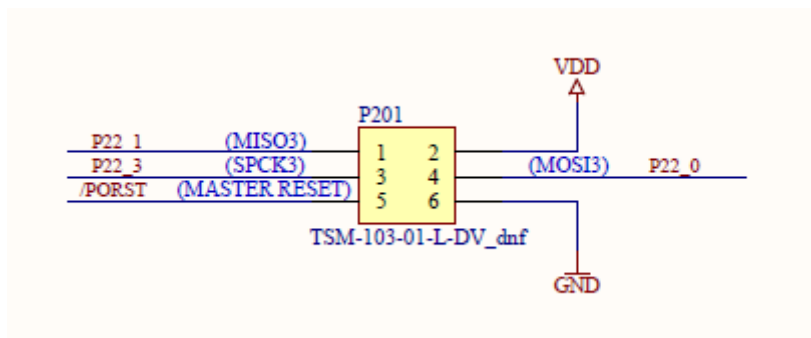 VDD
P201
P22_1 (MISO3) 1 2
P22_3 (SPCK3) 3 4 (MOSI3) P22_0
/PORST (MASTER RESET) 5 6
TSM-103-01-L-DV_dnf
GND